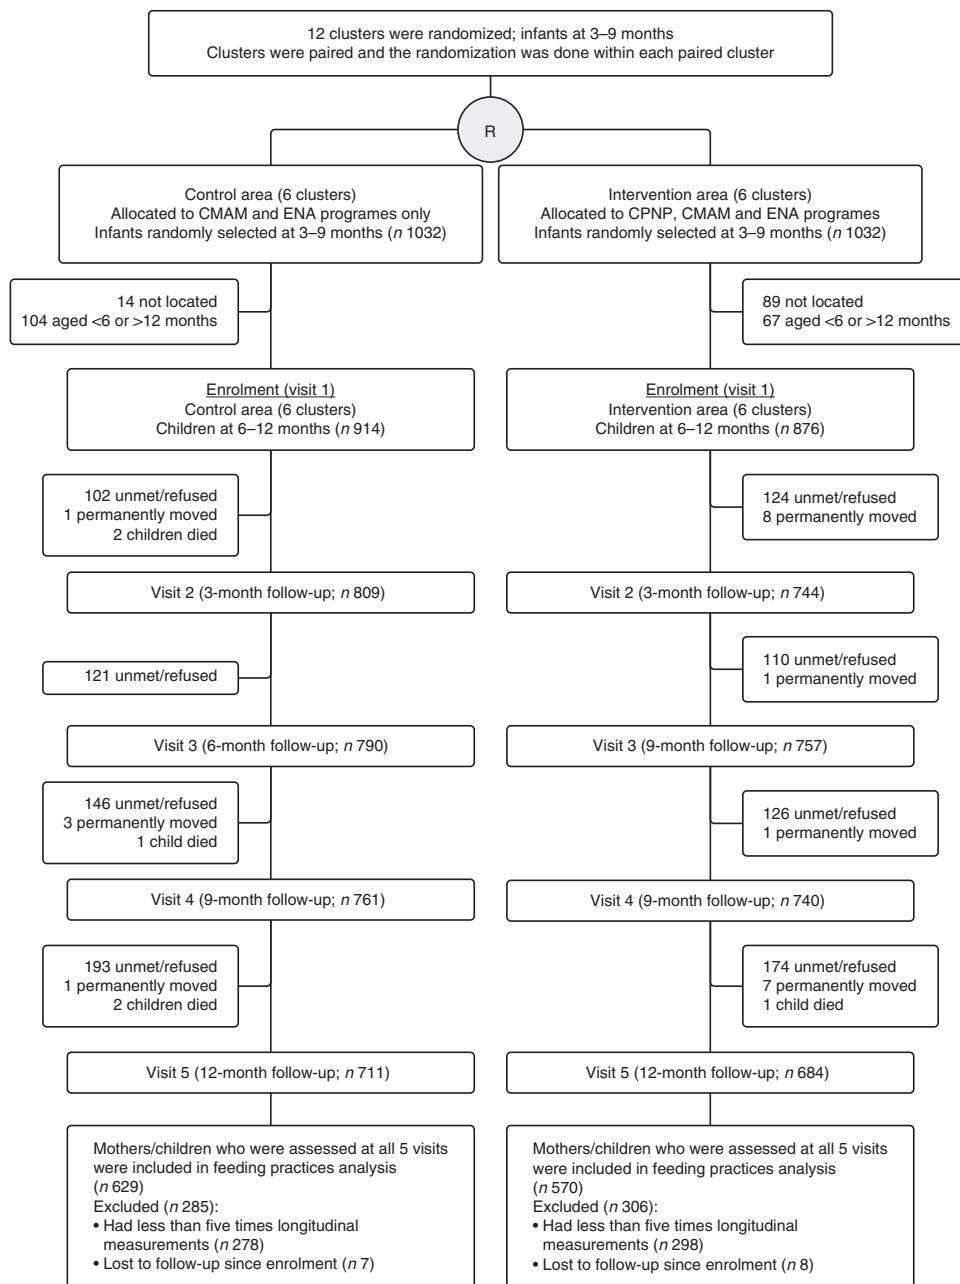 12 clusters were randomized; infants at 3–9 months
Clusters were paired and the randomization was done within each paired cluster
R
Control area (6 clusters)
Allocated to CMAM and ENA programes only
Infants randomly selected at 3–9 months (n 1032)
Intervention area (6 clusters)
Allocated to CPNP, CMAM and ENA programes
Infants randomly selected at 3–9 months (n 1032)
14 not located
104 aged <6 or >12 months
89 not located
67 aged <6 or >12 months
Enrolment (visit 1)
Control area (6 clusters)
Children at 6–12 months (n 914)
Enrolment (visit 1)
Intervention area (6 clusters)
Children at 6–12 months (n 876)
102 unmet/refused
1 permanently moved
2 children died
124 unmet/refused
8 permanently moved
Visit 2 (3-month follow-up; n 809)
Visit 2 (3-month follow-up; n 744)
121 unmet/refused
110 unmet/refused
1 permanently moved
Visit 3 (6-month follow-up; n 790)
Visit 3 (9-month follow-up; n 757)
146 unmet/refused
3 permanently moved
1 child died
126 unmet/refused
1 permanently moved
Visit 4 (9-month follow-up; n 761)
Visit 4 (9-month follow-up; n 740)
193 unmet/refused
1 permanently moved
2 children died
174 unmet/refused
7 permanently moved
1 child died
Visit 5 (12-month follow-up; n 711)
Visit 5 (12-month follow-up; n 684)
Mothers/children who were assessed at all 5 visits
were included in feeding practices analysis
(n 629)
Excluded (n 285):
• Had less than five times longitudinal
measurements (n 278)
• Lost to follow-up since enrolment (n 7)
Mothers/children who were assessed at all 5 visits
were included in feeding practices analysis
(n 570)
Excluded (n 306):
• Had less than five times longitudinal
measurements (n 298)
• Lost to follow-up since enrolment (n 8)